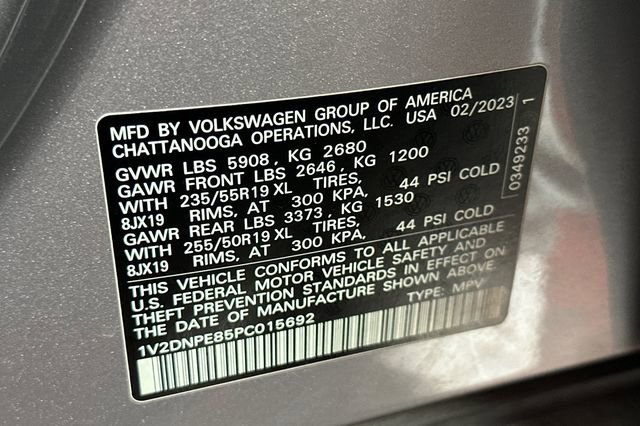 MFD BY VOLKSWAGEN GROUP OF AMERICA
CHATTANOOGA OPERATIONS, LLC. USA 02/2023
GVWR LBS 5908, KG 2680
GAWR FRONT LBS 2646, KG 1200
WITH 235/55R19 XL TIRES,
8JX19 RIMS, AT 300 KPA, 44 PSI COLD
GAWR REAR LBS 3373, KG 1530
WITH 255/50R19 XL TIRES,
8JX19 RIMS, AT 300 KPA, 44 PSI COLD
THIS VEHICLE CONFORMS TO ALL APPLICABLE
U.S. FEDERAL MOTOR VEHICLE SAFETY AND
THEFT PREVENTION STANDARDS IN EFFECT ON
THE DATE OF MANUFACTURE SHOWN ABOVE.
1V2DNPE85PC015692 TYPE: MPV
0349233 1